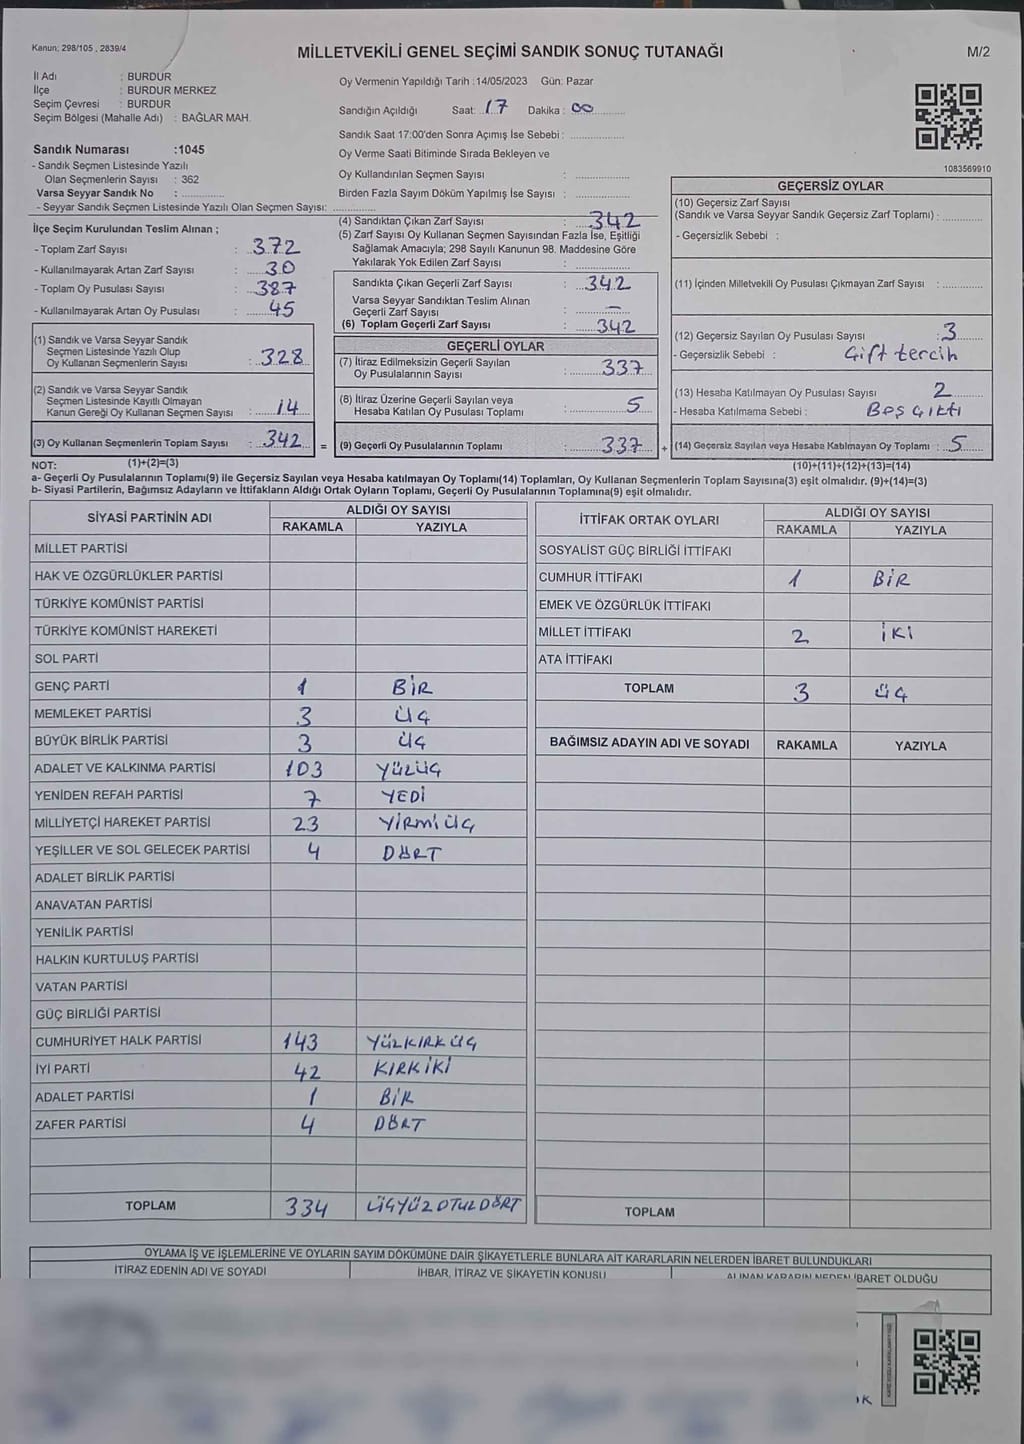 Kanun; 298/105 , 2839/4
MİLLETVEKİLİ GENEL SEÇİMİ SANDIK SONUÇ TUTANAĞI
M/2
İl Adı : BURDUR
İlçe : BURDUR MERKEZ
Seçim Çevresi : BURDUR
Seçim Bölgesi (Mahalle Adı) : BAĞLAR MAH.
Sandık Numarası :1045
- Sandık Seçmen Listesinde Yazılı
Olan Seçmenlerin Sayısı : 362
Varsa Seyyar Sandık No :
- Seyyar Sandık Seçmen Listesinde Yazılı Olan Seçmen Sayısı:
İlçe Seçim Kurulundan Teslim Alınan ;
- Toplam Zarf Sayısı : 372
- Kullanılmayarak Artan Zarf Sayısı : 30
- Toplam Oy Pusulası Sayısı : 387
- Kullanılmayarak Artan Oy Pusulası : 45
(1) Sandık ve Varsa Seyyar Sandık
Seçmen Listesinde Yazılı Olup
Oy Kullanan Seçmenlerin Sayısı : 328
(2) Sandık ve Varsa Seyyar Sandık
Seçmen Listesinde Kayıtlı Olmayan
Kanun Gereği Oy Kullanan Seçmen Sayısı : 14
(3) Oy Kullanan Seçmenlerin Toplam Sayısı : 342 =
(1)+(2)=(3)
Oy Vermenin Yapıldığı Tarih :14/05/2023 Gün: Pazar
Sandığın Açıldığı Saat: 17 Dakika : 00
Sandık Saat 17:00'den Sonra Açımış İse Sebebi :
Oy Verme Saati Bitiminde Sırada Bekleyen ve
Oy Kullandırılan Seçmen Sayısı :
Birden Fazla Sayım Döküm Yapılmış İse Sayısı :
(4) Sandıktan Çıkan Zarf Sayısı : 342
(5) Zarf Sayısı Oy Kullanan Seçmen Sayısından Fazla İse, Eşitliği
Sağlamak Amacıyla; 298 Sayılı Kanunun 98. Maddesine Göre
Yakılarak Yok Edilen Zarf Sayısı :
Sandıkta Çıkan Geçerli Zarf Sayısı : 342
Varsa Seyyar Sandıktan Teslim Alınan
Geçerli Zarf Sayısı : —
(6) Toplam Geçerli Zarf Sayısı : 342
GEÇERLİ OYLAR
(7) İtiraz Edilmeksizin Geçerli Sayılan
Oy Pusulalarının Sayısı : 337
(8) İtiraz Üzerine Geçerli Sayılan veya
Hesaba Katılan Oy Pusulası Toplamı : 5
(9) Geçerli Oy Pusulalarının Toplamı : 337 +
1083569910
GEÇERSİZ OYLAR
(10) Geçersiz Zarf Sayısı
(Sandık ve Varsa Seyyar Sandık Geçersiz Zarf Toplamı) :
- Geçersizlik Sebebi :
(11) İçinden Milletvekili Oy Pusulası Çıkmayan Zarf Sayısı :
(12) Geçersiz Sayılan Oy Pusulası Sayısı : 3
- Geçersizlik Sebebi : Çift tercih
(13) Hesaba Katılmayan Oy Pusulası Sayısı 2
- Hesaba Katılmama Sebebi : Boş Çıktı
(14) Geçersiz Sayılan veya Hesaba Katılmayan Oy Toplamı : 5
(10)+(11)+(12)+(13)=(14)
NOT:
a- Geçerli Oy Pusulalarının Toplamı(9) ile Geçersiz Sayılan veya Hesaba katılmayan Oy Toplamı(14) Toplamları, Oy Kullanan Seçmenlerin Toplam Sayısına(3) eşit olmalıdır. (9)+(14)=(3)
b- Siyasi Partilerin, Bağımsız Adayların ve İttifakların Aldığı Ortak Oyların Toplamı, Geçerli Oy Pusulalarının Toplamına(9) eşit olmalıdır.
SİYASİ PARTİNİN ADI ALDIĞI OY SAYISI
RAKAMLA YAZIYLA
MİLLET PARTİSİ
HAK VE ÖZGÜRLÜKLER PARTİSİ
TÜRKİYE KOMÜNİST PARTİSİ
TÜRKİYE KOMÜNİST HAREKETİ
SOL PARTİ
GENÇ PARTİ 1 BİR
MEMLEKET PARTİSİ 3 ÜÇ
BÜYÜK BİRLİK PARTİSİ 3 ÜÇ
ADALET VE KALKINMA PARTİSİ 103 YÜZÜÇ
YENİDEN REFAH PARTİSİ 7 YEDİ
MİLLİYETÇİ HAREKET PARTİSİ 23 YİRMİ ÜÇ
YEŞİLLER VE SOL GELECEK PARTİSİ 4 DÖRT
ADALET BİRLİK PARTİSİ
ANAVATAN PARTİSİ
YENİLİK PARTİSİ
HALKIN KURTULUŞ PARTİSİ
VATAN PARTİSİ
GÜÇ BİRLİĞİ PARTİSİ
CUMHURİYET HALK PARTİSİ 143 YÜZKIRK ÜÇ
İYİ PARTİ 42 KIRK İKİ
ADALET PARTİSİ 1 BİR
ZAFER PARTİSİ 4 DÖRT
TOPLAM 334 ÜÇYÜZ OTUZ DÖRT
İTTİFAK ORTAK OYLARI ALDIĞI OY SAYISI
RAKAMLA YAZIYLA
SOSYALİST GÜÇ BİRLİĞİ İTTİFAKI
CUMHUR İTTİFAKI 1 BİR
EMEK VE ÖZGÜRLÜK İTTİFAKI
MİLLET İTTİFAKI 2 İKİ
ATA İTTİFAKI
TOPLAM 3 ÜÇ
BAĞIMSIZ ADAYIN ADI VE SOYADI RAKAMLA YAZIYLA
TOPLAM
OYLAMA İŞ VE İŞLEMLERİNE VE OYLARIN SAYIM DÖKÜMÜNE DAİR ŞİKAYETLERLE BUNLARA AİT KARARLARIN NELERDEN İBARET BULUNDUKLARI
İTİRAZ EDENİN ADI VE SOYADI İHBAR, İTİRAZ VE ŞİKAYETİN KONUSU ALINAN KARARIN NEDEN İBARET OLDUĞU